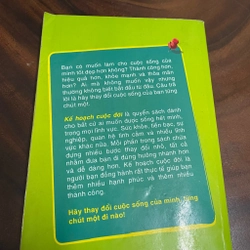 Bạn có muốn làm cho cuộc sống của
mình tốt đẹp hơn không? Thành công hơn,
hiệu quả hơn, khỏe mạnh và thỏa mãn
hơn? Ai mà không muốn vậy nhưng
thường không biết bắt đầu từ đâu. Câu trả
lời là hãy thay đổi cuộc sống của bạn từng
chút một.
Kế hoạch cuộc đời là quyển sách dành
cho bất cứ ai muốn được sống hết mình,
trong mọi lĩnh vực. Sức khỏe, tiền bạc, sự
nghiệp, quan hệ tình cảm và nhiều lĩnh
vực khác nữa. Mỗi phần trong sách chứa
đựng nhiều bước thay đổi nhỏ, tất cả
nhằm đưa bạn đi đúng hướng nhanh hơn
và dễ dàng hơn. Kế hoạch cuộc đời là
người bạn đồng hành rất thực tế giúp bạn
thêm nhiều hạnh phúc và thêm nhiều
thành công.
Hãy thay đổi cuộc sống của mình từng
chút một đi nào!